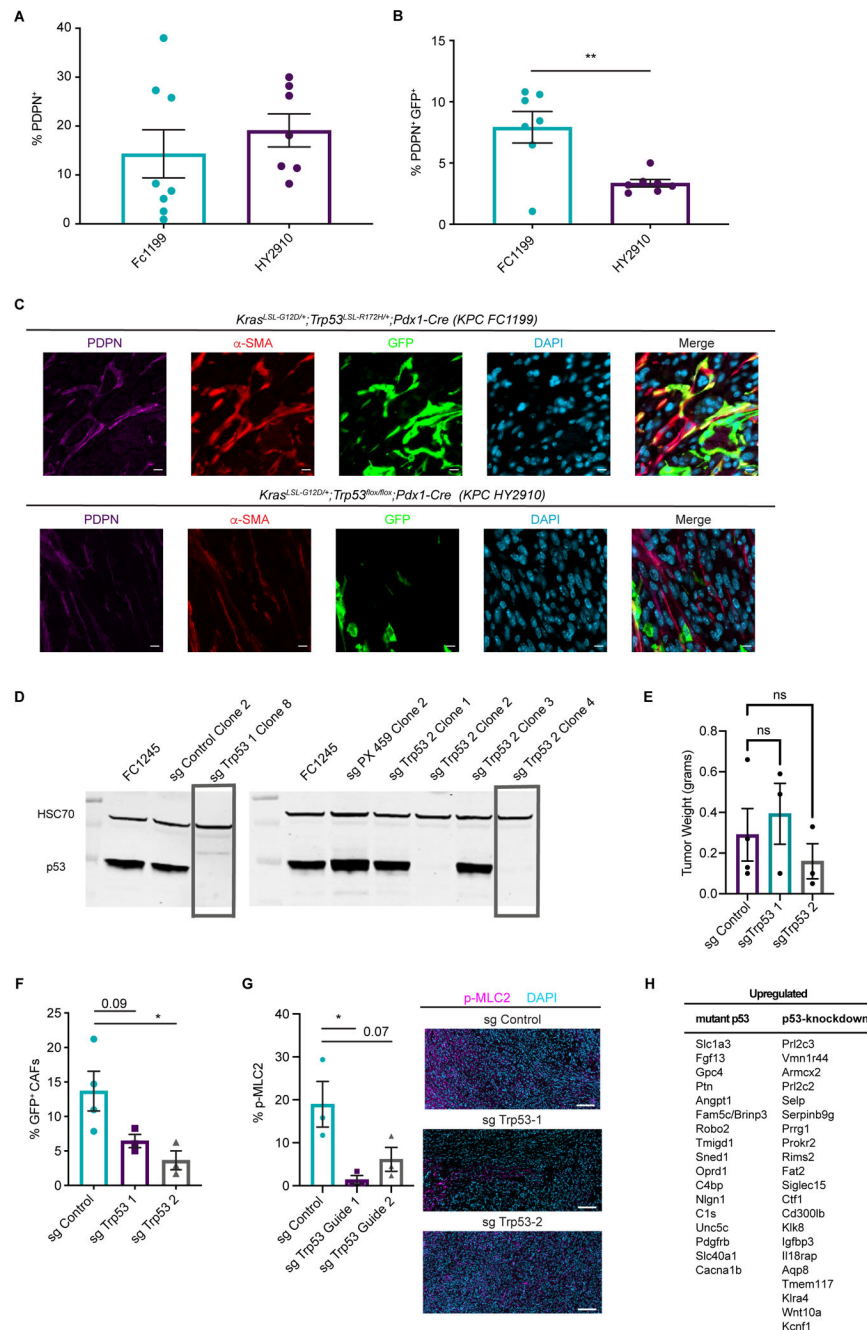 A
% PDPN⁺
40
30
20
10
0
Fc1199
HY2910
B
% PDPN⁺ GFP⁺
15
10
5
0
**
FC1199
HY2910
C
Kras^LSL-G12D/+;Trp53^LSL-R172H/+;Pdx1-Cre (KPC FC1199)
PDPN α-SMA GFP DAPI Merge
Kras^LSL-G12D/+;Trp53^flox/flox;Pdx1-Cre (KPC HY2910)
PDPN α-SMA GFP DAPI Merge
D
FC1245
sg Control Clone 2
sg Trp53 1 Clone 8
FC1245
sg PX 459 Clone 2
sg Trp53 2 Clone 1
sg Trp53 2 Clone 2
sg Trp53 2 Clone 3
sg Trp53 2 Clone 4
HSC70
p53
E
Tumor Weight (grams)
0.8
0.6
0.4
0.2
0.0
ns
ns
sg Control
sgTrp53 1
sgTrp53 2
F
% GFP⁺ CAFs
25
20
15
10
5
0
0.09
*
sg Control
sg Trp53 1
sg Trp53 2
G
% p-MLC2
40
30
20
10
0
*
0.07
sg Control
sg Trp53 Guide 1
sg Trp53 Guide 2
p-MLC2 DAPI
sg Control
sg Trp53-1
sg Trp53-2
H
Upregulated
mutant p53 p53-knockdown
Slc1a3 Prl2c3
Fgf13 Vmn1r44
Gpc4 Armcx2
Ptn Prl2c2
Angpt1 Selp
Fam5c/Brinp3 Serpinb9g
Robo2 Prrg1
Tmigd1 Prokr2
Sned1 Rims2
Oprd1 Fat2
C4bp Siglec15
Nlgn1 Ctf1
C1s Cd300lb
Unc5c Klk8
Pdgfrb Igfbp3
Slc40a1 Il18rap
Cacna1b Aqp8
Tmem117
Klra4
Wnt10a
Kcnf1